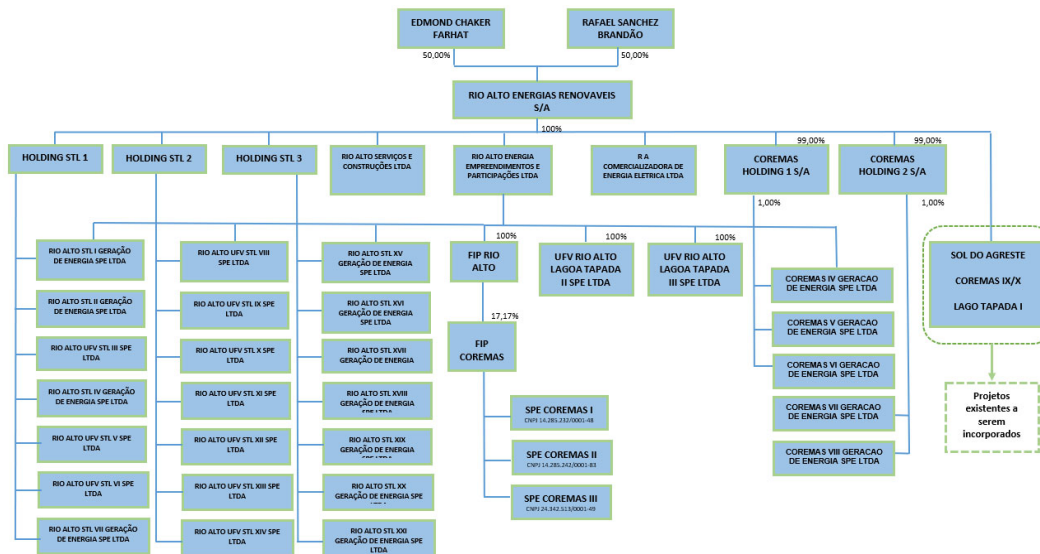 EDMOND CHAKER
FARHAT
RAFAEL SANCHEZ
BRANDÃO
50,00%
50,00%
RIO ALTO ENERGIAS RENOVAVEIS
S/A
100%
HOLDING STL 1
HOLDING STL 2
HOLDING STL 3
RIO ALTO SERVIÇOS E
CONSTRUÇÕES LTDA
RIO ALTO ENERGIA
EMPREENDIMENTOS E
PARTICIPAÇÕES LTDA
R A
COMERCIALIZADORA DE
ENERGIA ELETRICA LTDA
99,00%
COREMAS
HOLDING 1 S/A
1,00%
99,00%
COREMAS
HOLDING 2 S/A
1,00%
RIO ALTO STL I GERAÇÃO
DE ENERGIA SPE LTDA
RIO ALTO STL II GERAÇÃO
DE ENERGIA SPE LTDA
RIO ALTO UFV STL III SPE
LTDA
RIO ALTO STL IV GERAÇÃO
DE ENERGIA SPE LTDA
RIO ALTO UFV STL V SPE
LTDA
RIO ALTO UFV STL VI SPE
LTDA
RIO ALTO STL VII GERAÇÃO
DE ENERGIA SPE LTDA
RIO ALTO UFV STL VIII
SPE LTDA
RIO ALTO UFV STL IX SPE
LTDA
RIO ALTO UFV STL X SPE
LTDA
RIO ALTO UFV STL XI SPE
LTDA
RIO ALTO UFV STL XII SPE
LTDA
RIO ALTO UFV STL XIII SPE
LTDA
RIO ALTO UFV STL XIV SPE
LTDA
RIO ALTO STL XV
GERAÇÃO DE ENERGIA
SPE LTDA
RIO ALTO STL XVI
GERAÇÃO DE ENERGIA
SPE LTDA
RIO ALTO STL XVII
GERAÇÃO DE ENERGIA
RIO ALTO STL XVIII
GERAÇÃO DE ENERGIA
SPE LTDA
RIO ALTO STL XIX
GERAÇÃO DE ENERGIA
RIO ALTO STL XX
GERAÇÃO DE ENERGIA SPE
LTDA
RIO ALTO STL XXI
GERAÇÃO DE ENERGIA SPE
LTDA
100%
FIP RIO
ALTO
17,17%
FIP
COREMAS
SPE COREMAS I
CNPJ 14.285.232/0001-48
SPE COREMAS II
CNPJ 14.285.242/0001-83
SPE COREMAS III
CNPJ 24.342.513/0001-49
100%
UFV RIO ALTO
LAGOA TAPADA
II SPE LTDA
100%
UFV RIO ALTO
LAGOA TAPADA
III SPE LTDA
COREMAS IV GERACAO
DE ENERGIA SPE LTDA
COREMAS V GERACAO
DE ENERGIA SPE LTDA
COREMAS VI GERACAO
DE ENERGIA SPE LTDA
COREMAS VII GERACAO
DE ENERGIA SPE LTDA
COREMAS VIII GERACAO
DE ENERGIA SPE LTDA
SOL DO AGRESTE
COREMAS IX/X
LAGO TAPADA I
Projetos
existentes a
serem
incorporados